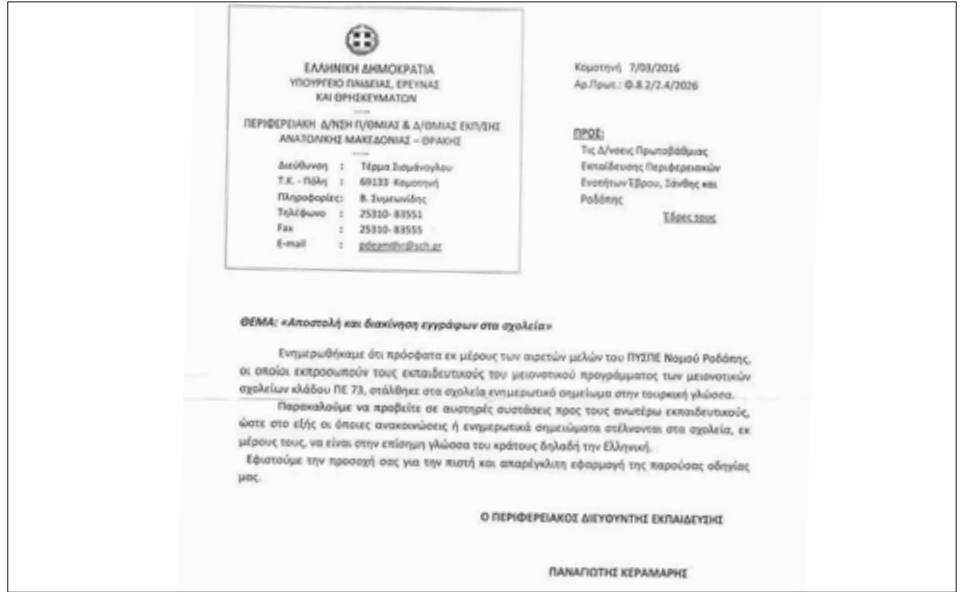 ΕΛΛΗΝΙΚΗ ΔΗΜΟΚΡΑΤΙΑ
ΥΠΟΥΡΓΕΙΟ ΠΑΙΔΕΙΑΣ, ΕΡΕΥΝΑΣ
ΚΑΙ ΘΡΗΣΚΕΥΜΑΤΩΝ
-----
ΠΕΡΙΦΕΡΕΙΑΚΗ Δ/ΝΣΗ Π/ΘΜΙΑΣ & Δ/ΘΜΙΑΣ ΕΚΠ/ΣΗΣ
ΑΝΑΤΟΛΙΚΗΣ ΜΑΚΕΔΟΝΙΑΣ – ΘΡΑΚΗΣ
-----
Διεύθυνση : Τέρμα Σισμάνογλου
Τ.Κ. - Πόλη : 69133 Κομοτηνή
Πληροφορίες: Β. Συμεωνίδης
Τηλέφωνο : 25310- 83551
Fax : 25310- 83555
E-mail : pdeamthr@sch.gr
Κομοτηνή 7/03/2016
Αρ.Πρωτ.: Φ.8.2/2.4/2026
ΠΡΟΣ:
Τις Δ/νσεις Πρωτοβάθμιας
Εκπαίδευσης Περιφερειακών
Ενοτήτων Έβρου, Ξάνθης και
Ροδόπης
Έδρες τους
ΘΕΜΑ: «Αποστολή και διακίνηση εγγράφων στα σχολεία»
Ενημερωθήκαμε ότι πρόσφατα εκ μέρους των αιρετών μελών του ΠΥΣΠΕ Νομού Ροδόπης,
οι οποίοι εκπροσωπούν τους εκπαιδευτικούς του μειονοτικού προγράμματος των μειονοτικών
σχολείων κλάδου ΠΕ 73, στάλθηκε στα σχολεία ενημερωτικό σημείωμα στην τουρκική γλώσσα.
Παρακαλούμε να προβείτε σε αυστηρές συστάσεις προς τους ανωτέρω εκπαιδευτικούς,
ώστε στο εξής οι όποιες ανακοινώσεις ή ενημερωτικά σημειώματα στέλνονται στα σχολεία, εκ
μέρους τους, να είναι στην επίσημη γλώσσα του κράτους δηλαδή την Ελληνική.
Εφιστούμε την προσοχή σας για την πιστή και απαρέγκλιτη εφαρμογή της παρούσας οδηγίας
μας.
Ο ΠΕΡΙΦΕΡΕΙΑΚΟΣ ΔΙΕΥΘΥΝΤΗΣ ΕΚΠΑΙΔΕΥΣΗΣ
ΠΑΝΑΓΙΩΤΗΣ ΚΕΡΑΜΑΡΗΣ